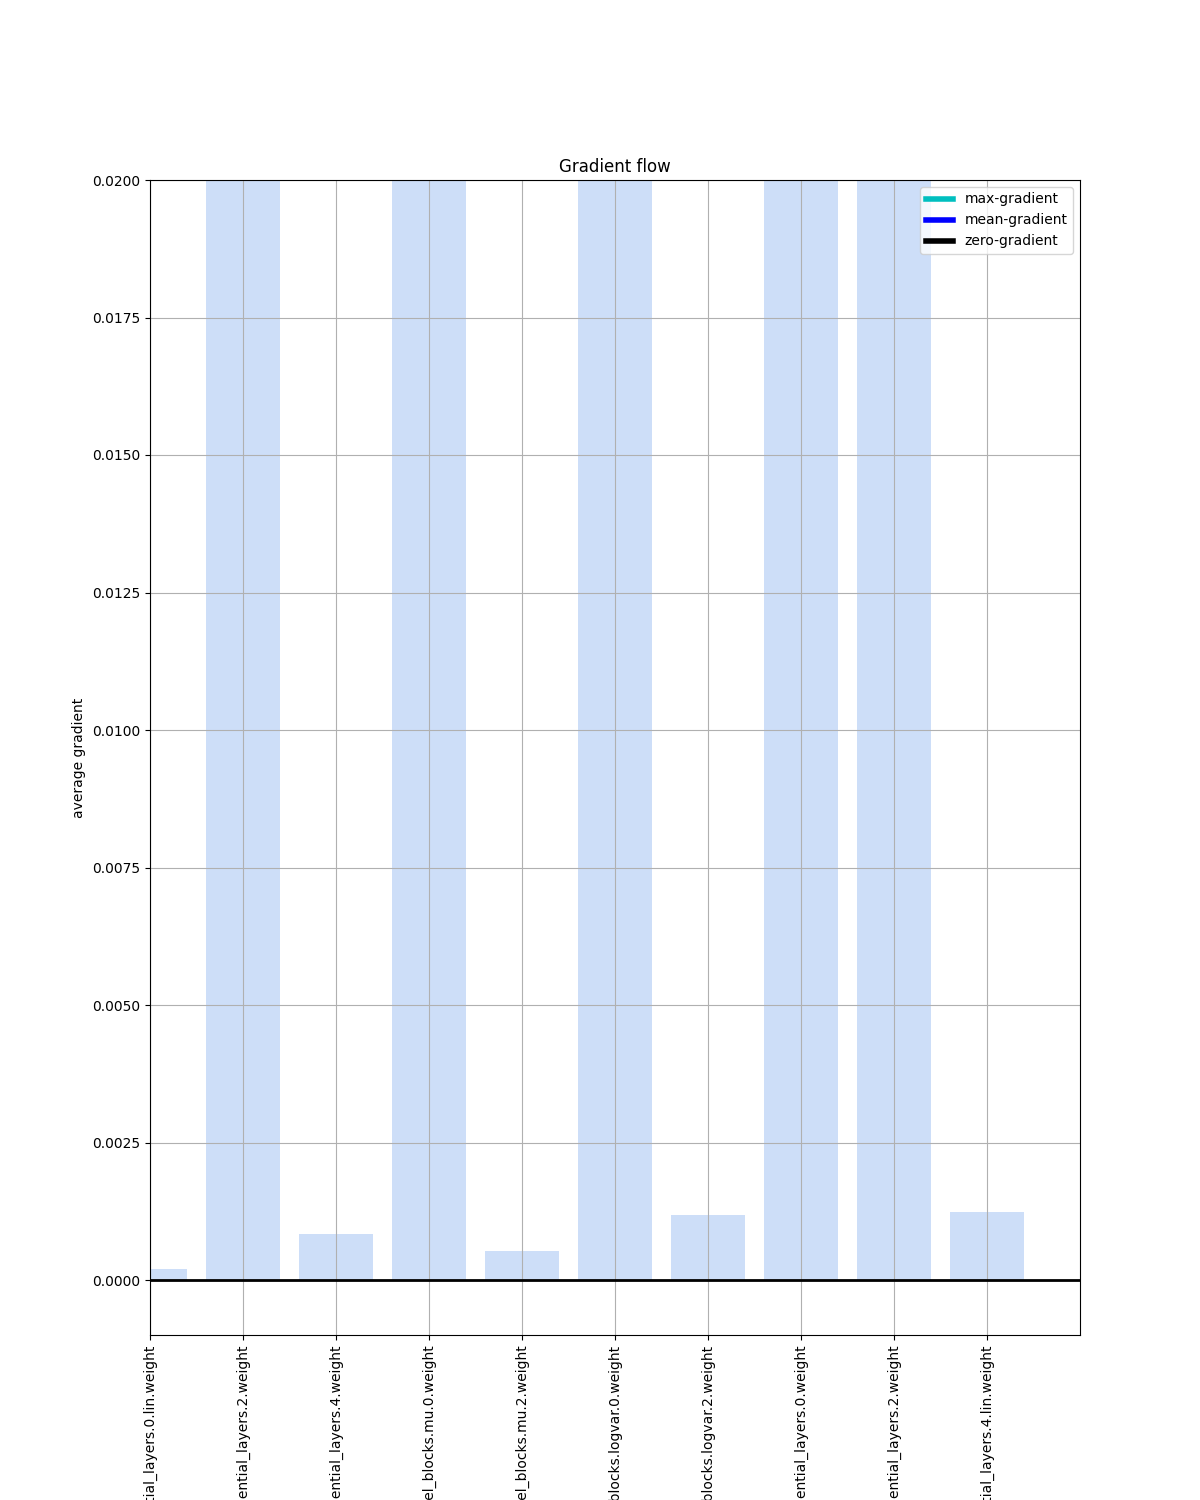 Gradient flow
max-gradient
mean-gradient
zero-gradient
0.0200
0.0175
0.0150
0.0125
0.0100
0.0075
0.0050
0.0025
0.0000
average gradient
tial_layers.0.lin.weight
ential_layers.2.weight
ential_layers.4.weight
el_blocks.mu.0.weight
el_blocks.mu.2.weight
blocks.logvar.0.weight
blocks.logvar.2.weight
ential_layers.0.weight
ential_layers.2.weight
tial_layers.4.lin.weight